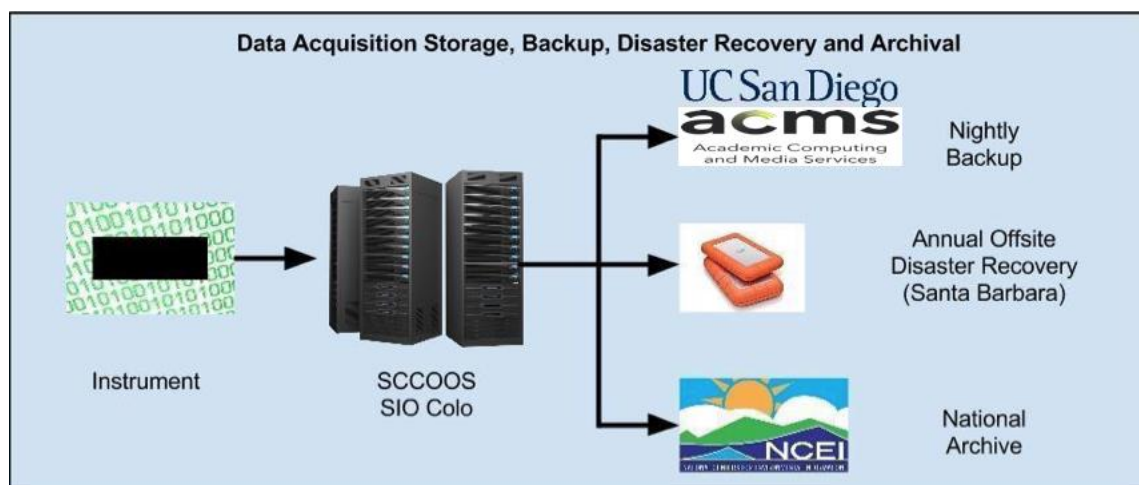 Data Acquisition Storage, Backup, Disaster Recovery and Archival
UC San Diego
acms
Academic Computing
and Media Services
Nightly
Backup
Annual Offsite
Disaster Recovery
(Santa Barbara)
Instrument
SCCOOS
SIO Colo
NCEI
National
Archive